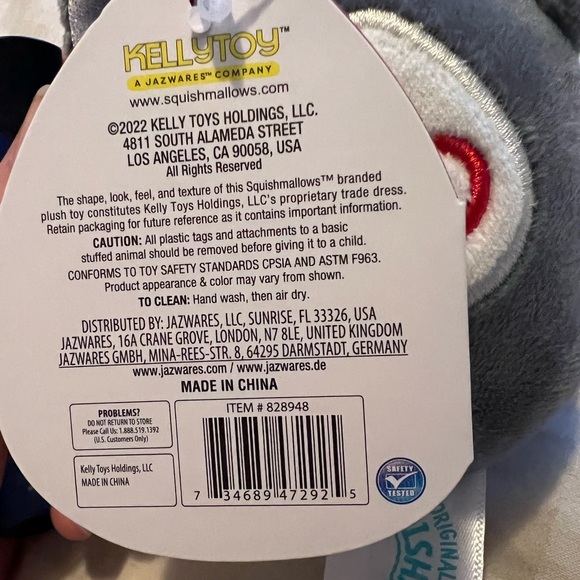 KELLYTOY™
A JAZWARES™ COMPANY
www.squishmallows.com
©2022 KELLY TOYS HOLDINGS, LLC.
4811 SOUTH ALAMEDA STREET
LOS ANGELES, CA 90058, USA
All Rights Reserved
The shape, look, feel, and texture of this Squishmallows™ branded
plush toy constitutes Kelly Toys Holdings, LLC's proprietary trade dress.
Retain packaging for future reference as it contains important information.
CAUTION: All plastic tags and attachments to a basic
stuffed animal should be removed before giving it to a child.
CONFORMS TO TOY SAFETY STANDARDS CPSIA AND ASTM F963.
Product appearance & color may vary from shown.
TO CLEAN: Hand wash, then air dry.
DISTRIBUTED BY: JAZWARES, LLC, SUNRISE, FL 33326, USA
JAZWARES, 16A CRANE GROVE, LONDON, N7 8LE, UNITED KINGDOM
JAZWARES GMBH, MINA-REES-STR. 8, 64295 DARMSTADT, GERMANY
www.jazwares.com / www.jazwares.de
MADE IN CHINA
PROBLEMS?
DO NOT RETURN TO STORE
Please Call Us: 1.888.519.1392
(U.S. Customers Only)
Kelly Toys Holdings, LLC
MADE IN CHINA
ITEM # 828948
7 34689 47292 5
SAFETY
TESTED
ORIGINAL